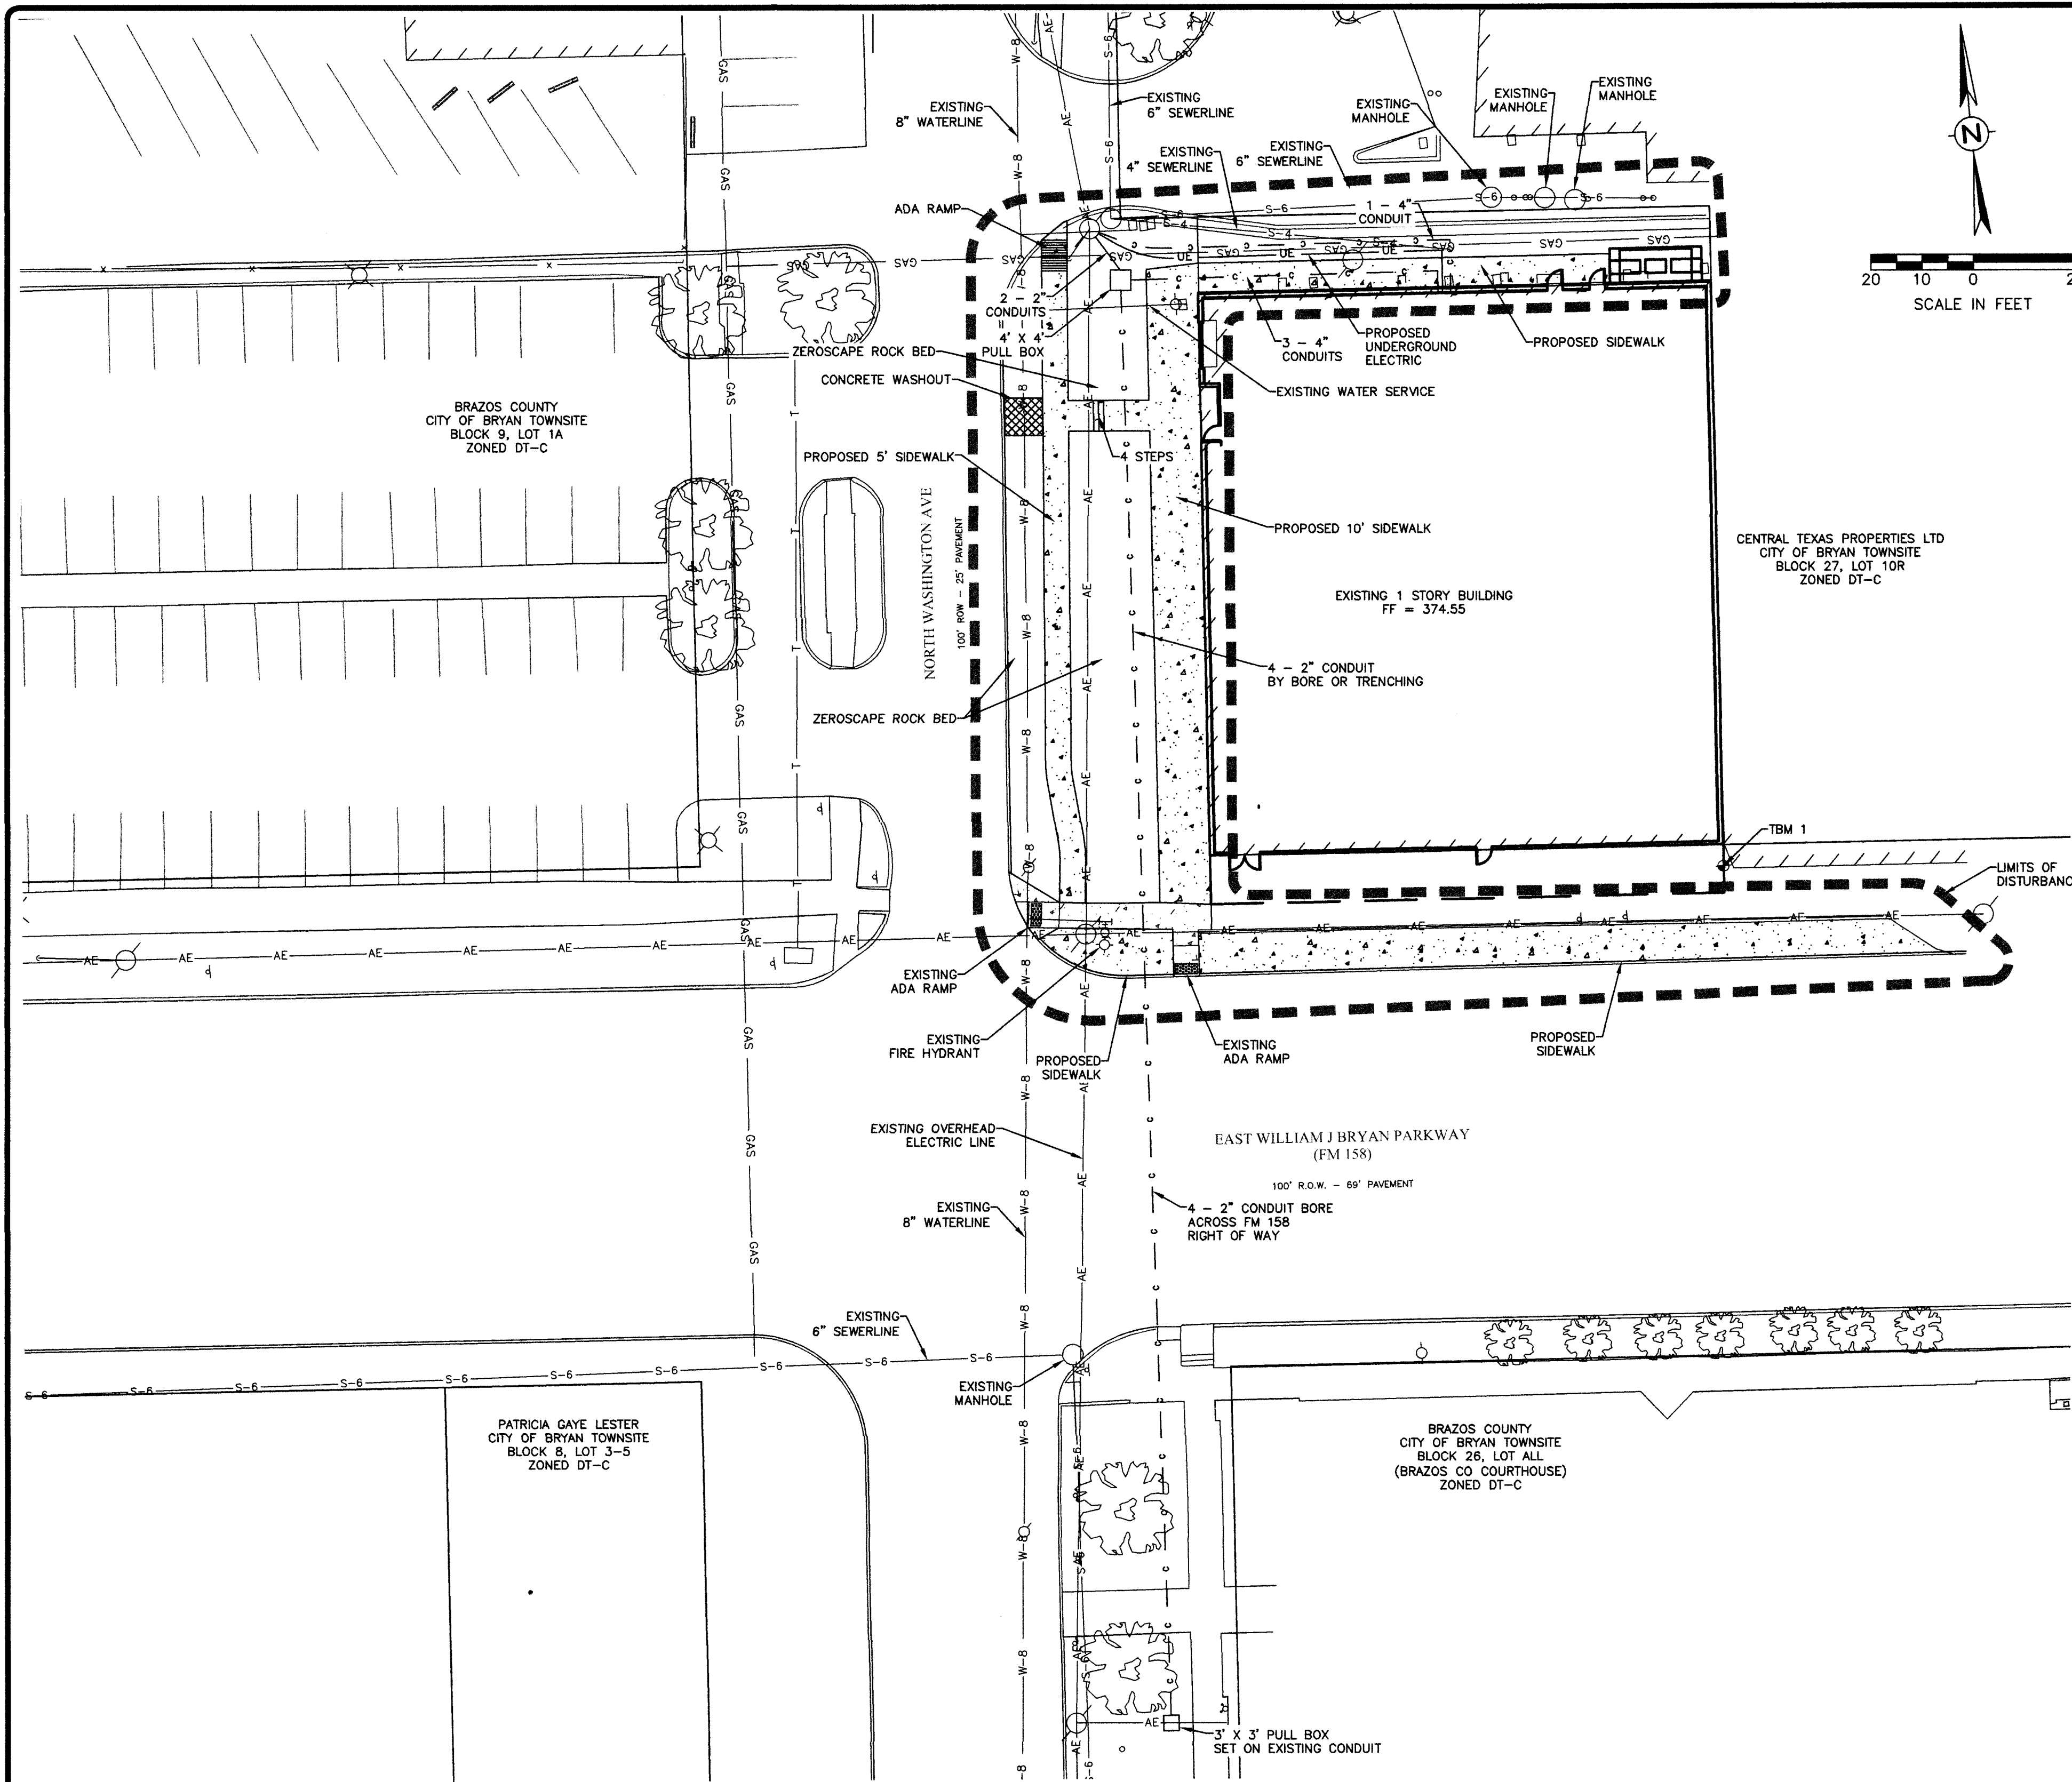 EXISTING
8" WATERLINE
EXISTING
6" SEWERLINE
EXISTING
MANHOLE
EXISTING
MANHOLE
EXISTING
MANHOLE
EXISTING
4" SEWERLINE
EXISTING
6" SEWERLINE
N
ADA RAMP
1 - 4"
CONDUIT
20 10 0 2
SCALE IN FEET
2 - 2"
CONDUITS
4' X 4'
PULL BOX
3 - 4"
CONDUITS
PROPOSED
UNDERGROUND
ELECTRIC
PROPOSED SIDEWALK
ZEROSCAPE ROCK BED
CONCRETE WASHOUT
EXISTING WATER SERVICE
BRAZOS COUNTY
CITY OF BRYAN TOWNSITE
BLOCK 9, LOT 1A
ZONED DT-C
PROPOSED 5' SIDEWALK
4 STEPS
NORTH WASHINGTON AVE
100' ROW - 25' PAVEMENT
PROPOSED 10' SIDEWALK
CENTRAL TEXAS PROPERTIES LTD
CITY OF BRYAN TOWNSITE
BLOCK 27, LOT 10R
ZONED DT-C
EXISTING 1 STORY BUILDING
FF = 374.55
4 - 2" CONDUIT
BY BORE OR TRENCHING
ZEROSCAPE ROCK BED
TBM 1
LIMITS OF
DISTURBANC
EXISTING
ADA RAMP
EXISTING
FIRE HYDRANT
PROPOSED
SIDEWALK
EXISTING
ADA RAMP
PROPOSED
SIDEWALK
EXISTING OVERHEAD
ELECTRIC LINE
EAST WILLIAM J BRYAN PARKWAY
(FM 158)
100' R.O.W. - 69' PAVEMENT
EXISTING
8" WATERLINE
4 - 2" CONDUIT BORE
ACROSS FM 158
RIGHT OF WAY
EXISTING
6" SEWERLINE
EXISTING
MANHOLE
PATRICIA GAYE LESTER
CITY OF BRYAN TOWNSITE
BLOCK 8, LOT 3-5
ZONED DT-C
BRAZOS COUNTY
CITY OF BRYAN TOWNSITE
BLOCK 26, LOT ALL
(BRAZOS CO COURTHOUSE)
ZONED DT-C
3' X 3' PULL BOX
SET ON EXISTING CONDUIT